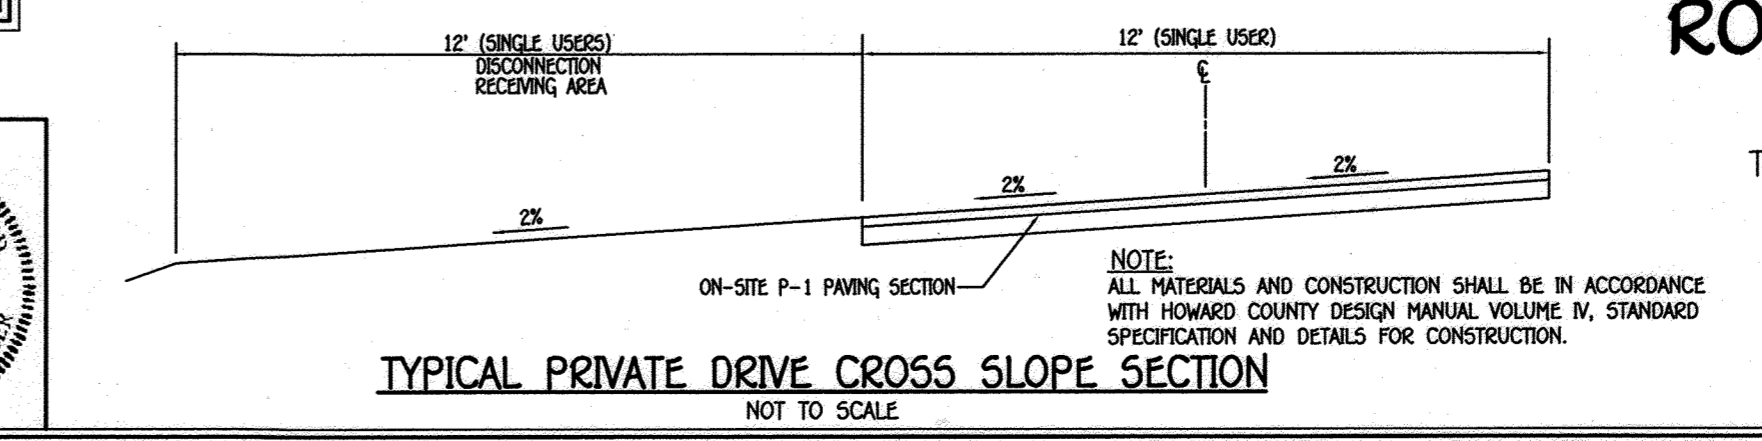 12' (SINGLE USERS)
DISCONNECTION
RECEIVING AREA
12' (SINGLE USER)
℄
RO
T
2%
2%
2%
ON-SITE P-1 PAVING SECTION
NOTE:
ALL MATERIALS AND CONSTRUCTION SHALL BE IN ACCORDANCE
WITH HOWARD COUNTY DESIGN MANUAL VOLUME IV, STANDARD
SPECIFICATION AND DETAILS FOR CONSTRUCTION.
TYPICAL PRIVATE DRIVE CROSS SLOPE SECTION
NOT TO SCALE